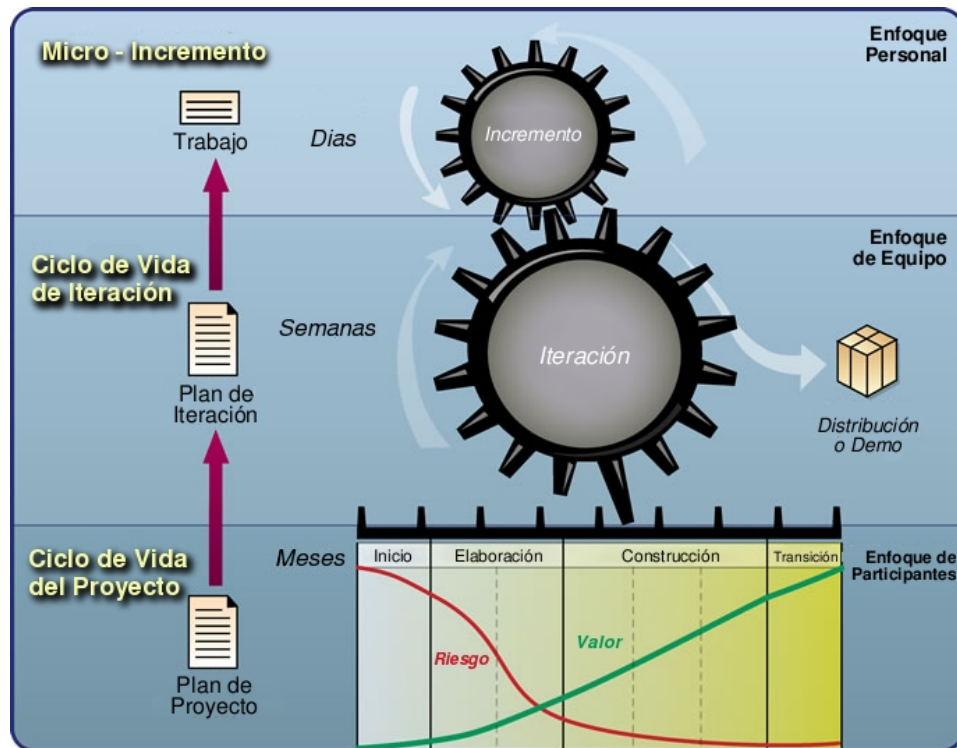 Micro - Incremento
Enfoque
Personal
Trabajo
Dias
Incremento
Ciclo de Vida
de Iteración
Enfoque
de Equipo
Semanas
Iteración
Plan de
Iteración
Distribución
o Demo
Ciclo de Vida
del Proyecto
Meses
Inicio
Elaboración
Construcción
Transición
Enfoque de
Participantes
Riesgo
Valor
Plan de
Proyecto